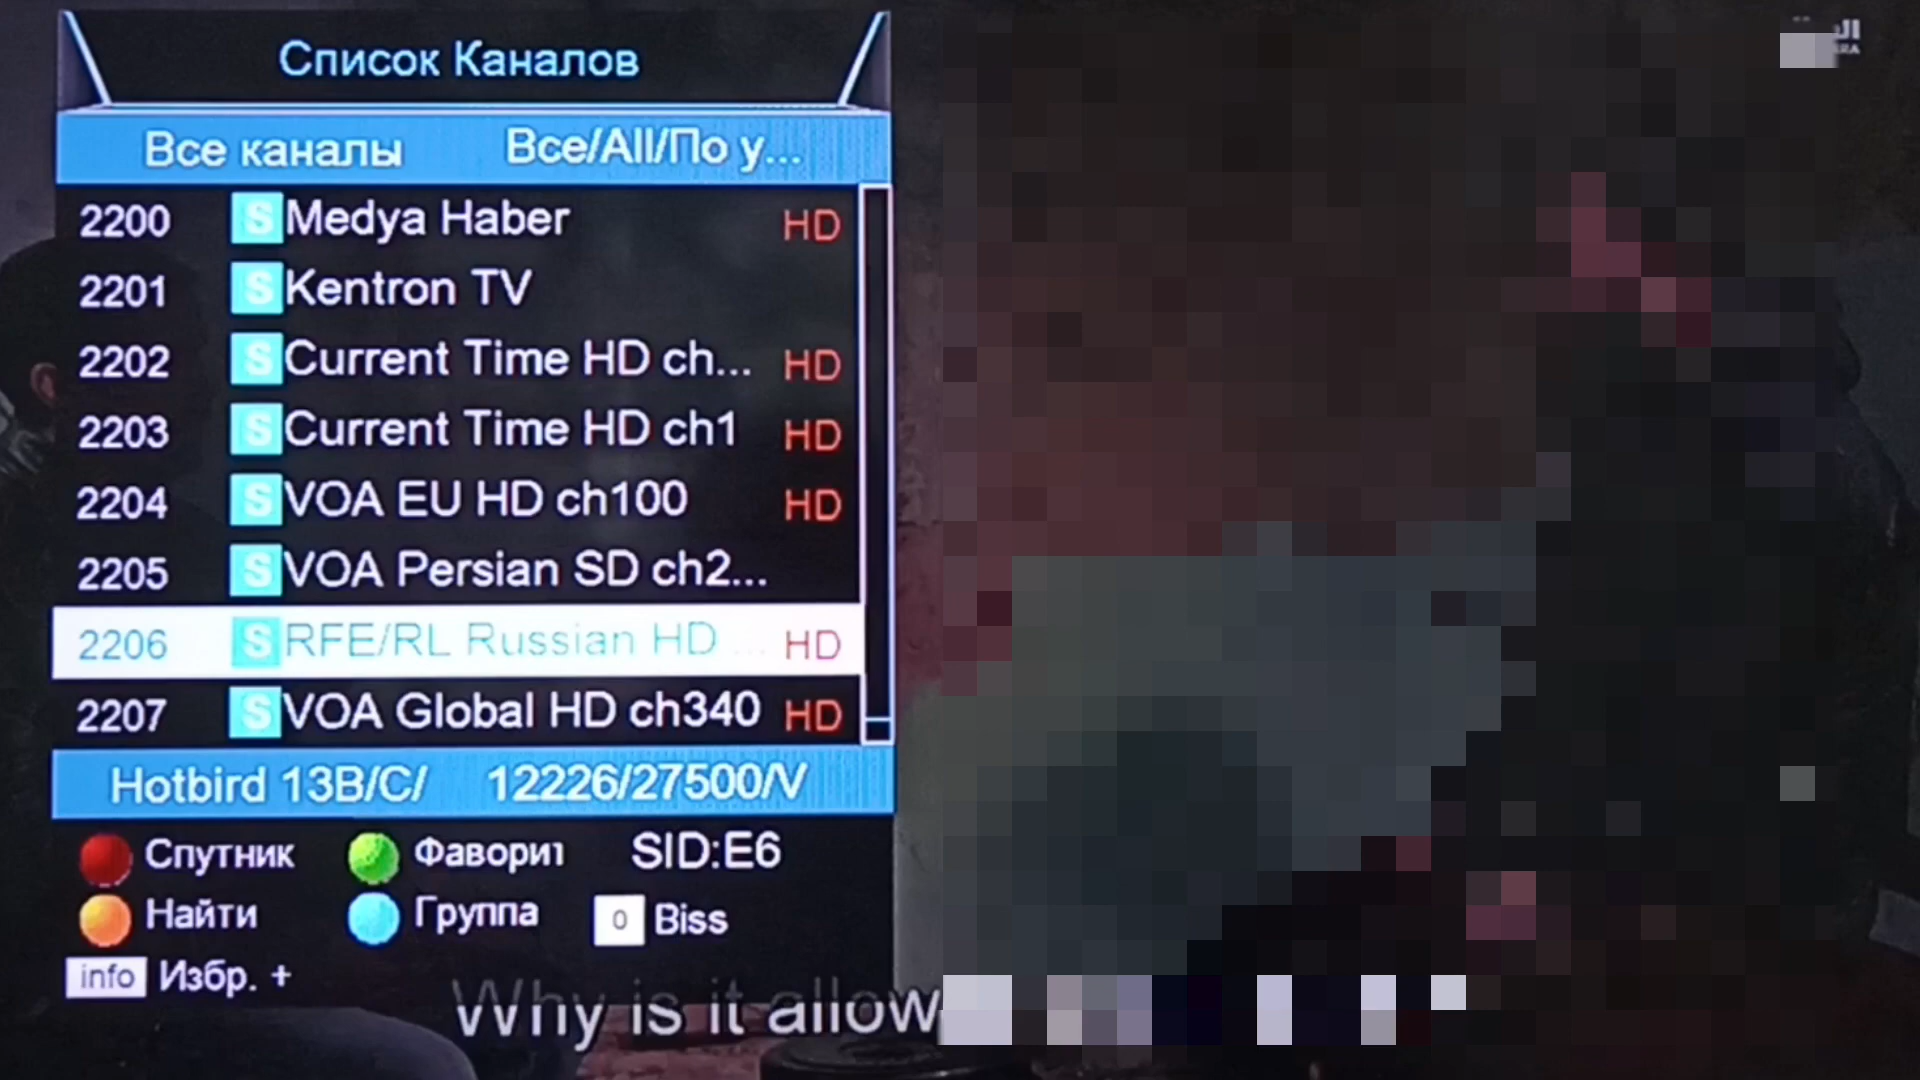 Список Каналов
Все каналы Все/All/По у...
2200 S Medya Haber HD
2201 S Kentron TV
2202 S Current Time HD ch... HD
2203 S Current Time HD ch1 HD
2204 S VOA EU HD ch100 HD
2205 S VOA Persian SD ch2...
2206 S RFE/RL Russian HD ... HD
2207 S VOA Global HD ch340 HD
Hotbird 13B/C/ 12226/27500/V
Спутник Фаворит SID:E6
Найти Группа 0 Biss
info Избр. +
Why is it allow